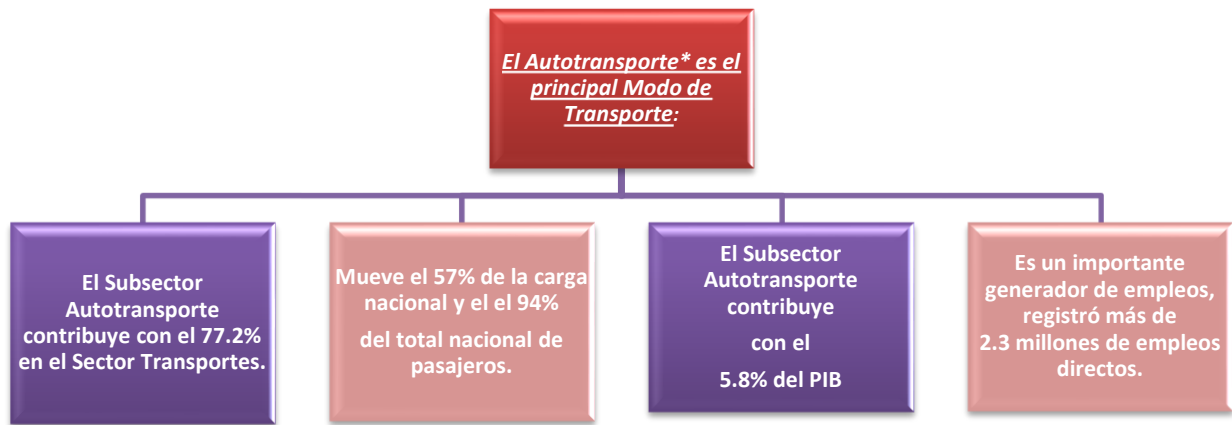 El Autotransporte* es el
principal Modo de
Transporte:
El Subsector
Autotransporte
contribuye con el 77.2%
en el Sector Transportes.
Mueve el 57% de la carga
nacional y el el 94%
del total nacional de
pasajeros.
El Subsector
Autotransporte
contribuye
con el
5.8% del PIB
Es un importante
generador de empleos,
registró más de
2.3 millones de empleos
directos.